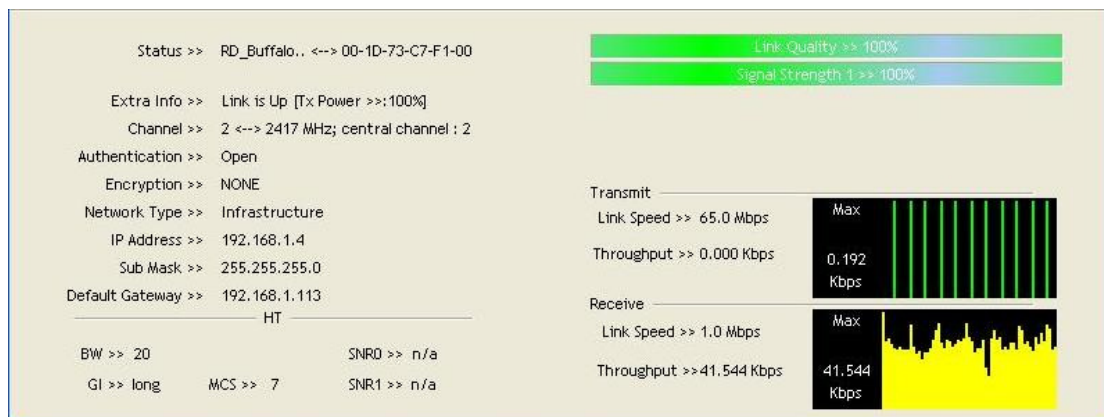 Status >> RD_Buffalo.. <--> 00-1D-73-C7-F1-00
Extra Info >> Link is Up [Tx Power >>:100%]
Channel >> 2 <--> 2417 MHz; central channel : 2
Authentication >> Open
Encryption >> NONE
Network Type >> Infrastructure
IP Address >> 192.168.1.4
Sub Mask >> 255.255.255.0
Default Gateway >> 192.168.1.113
HT
BW >> 20 SNR0 >> n/a
GI >> long MCS >> 7 SNR1 >> n/a
Link Quality >> 100%
Signal Strength 1 >> 100%
Transmit
Link Speed >> 65.0 Mbps
Throughput >> 0.000 Kbps
Max
0.192
Kbps
Receive
Link Speed >> 1.0 Mbps
Throughput >>41.544 Kbps
Max
41.544
Kbps